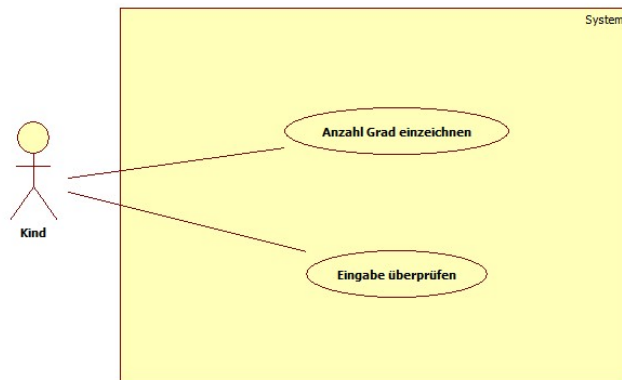 System
Anzahl Grad einzeichnen
Kind
Eingabe überprüfen